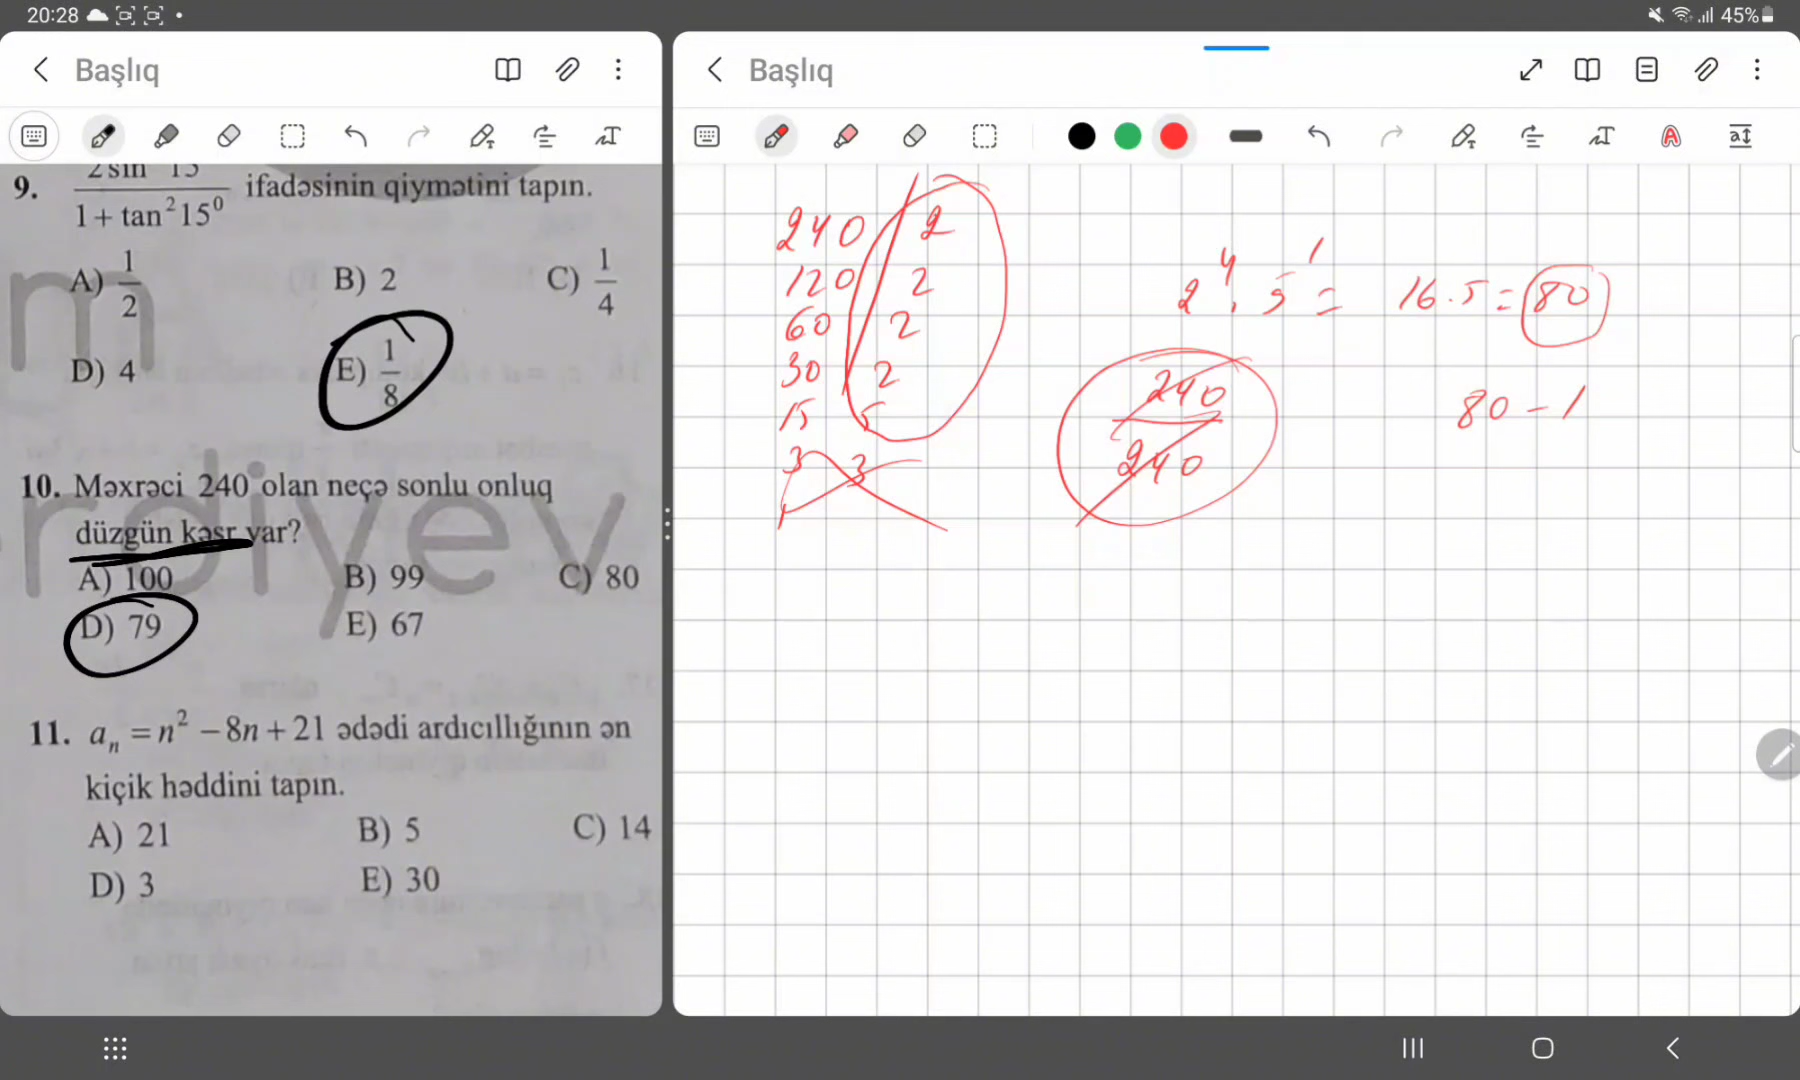 20:28
45%
Başlıq
9. 2 sin 15
1 + tan²15⁰ ifadəsinin qiymətini tapın.
A) 1/2 B) 2 C) 1/4
D) 4 E) 1/8
10. Məxrəci 240 olan neçə sonlu onluq
düzgün kəsr var?
A) 100 B) 99 C) 80
D) 79 E) 67
11. aₙ = n² − 8n + 21 ədədi ardıcıllığının ən
kiçik həddini tapın.
A) 21 B) 5 C) 14
D) 3 E) 30
Başlıq
240 2
120 2
60 2
30 2
15 5
3 3
1
2⁴ · 5¹ = 16 · 5 = 80
240
240
80 − 1